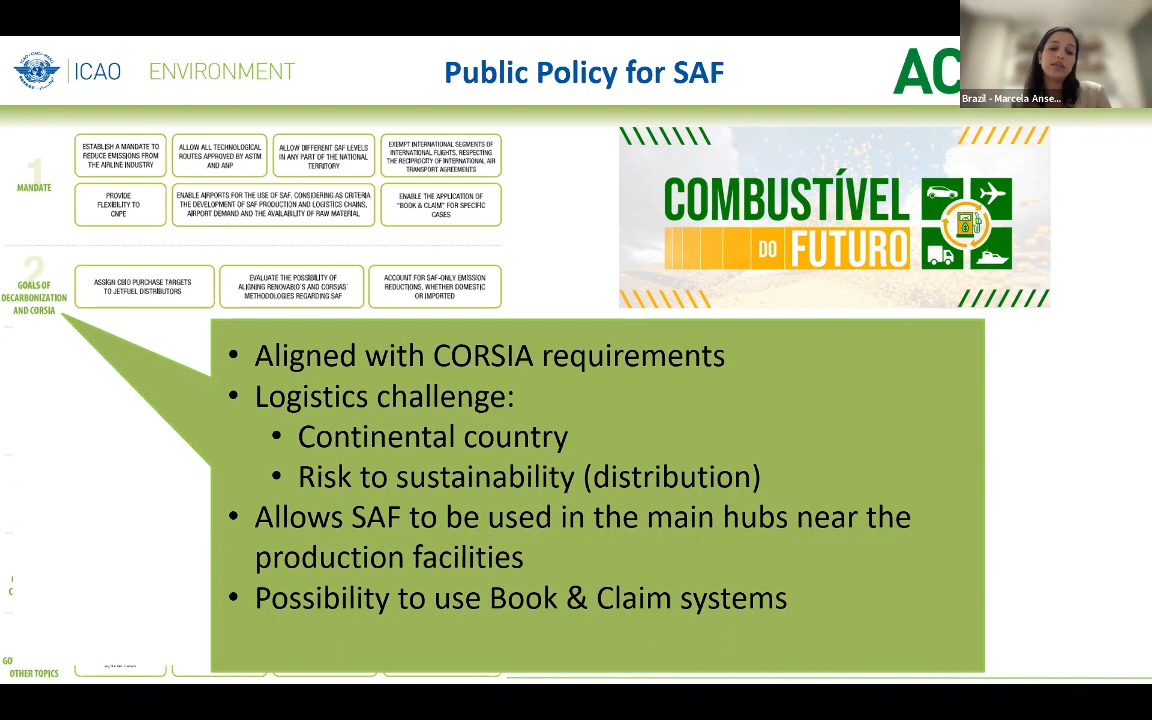 ICAO
ENVIRONMENT
Public Policy for SAF
AC
Brazil - Marcela Anse...
1
MANDATE
ESTABLISH A MANDATE TO
REDUCE EMISSIONS FROM
THE AIRLINE INDUSTRY
ALLOW ALL TECHNOLOGICAL
ROUTES APPROVED BY ASTM
AND ANP
ALLOW DIFFERENT SAF LEVELS
IN ANY PART OF THE NATIONAL
TERRITORY
EXEMPT INTERNATIONAL SEGMENTS OF
INTERNATIONAL FLIGHTS, RESPECTING
THE RECIPROCITY OF INTERNATIONAL AIR
TRANSPORT AGREEMENTS
PROVIDE
FLEXIBILITY TO
CNPE
ENABLE AIRPORTS FOR THE USE OF SAF, CONSIDERING AS CRITERIA
THE DEVELOPMENT OF SAF PRODUCTION AND LOGISTICS CHAINS,
AIRPORT DEMAND AND THE AVAILABILITY OF RAW MATERIAL
ENABLE THE APPLICATION OF
"BOOK & CLAIM" FOR SPECIFIC
CASES
COMBUSTÍVEL
DO FUTURO
2
GOALS OF
DECARBONIZATION
AND CORSIA
ASSIGN CBIO PURCHASE TARGETS
TO JETFUEL DISTRIBUTORS
EVALUATE THE POSSIBILITY OF
ALIGNING RENOVABIO'S AND CORSIAS'
METHODOLOGIES REGARDING SAF
ACCOUNT FOR SAF-ONLY EMISSION
REDUCTIONS, WHETHER DOMESTIC
OR IMPORTED
• Aligned with CORSIA requirements
• Logistics challenge:
• Continental country
• Risk to sustainability (distribution)
• Allows SAF to be used in the main hubs near the
production facilities
• Possibility to use Book & Claim systems
GO
OTHER TOPICS